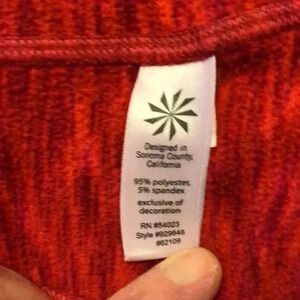 Designed in
Sonoma County,
California
95% polyester,
5% spandex
exclusive of
decoration
RN #54023
Style #929646
#62109